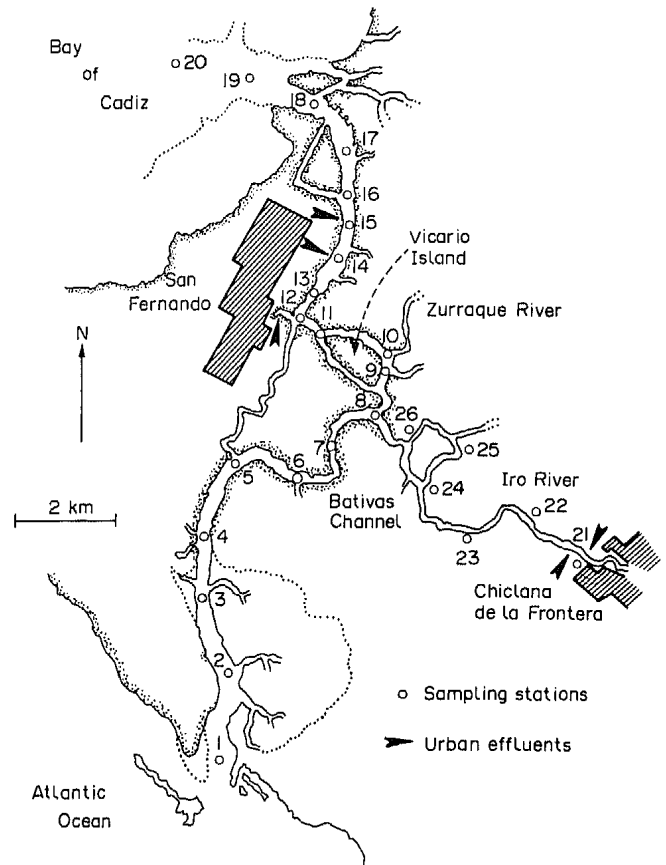 Bay
of
Cadiz
20
19
18
17
16
15
14
Vicario
Island
San
Fernando
13
12
11
Zurraque River
10
9
N
8
26
7
25
6
5
Bativas
Channel
24
Iro River
22
2 km
23
21
4
Chiclana
de la Frontera
3
2
Sampling stations
1
Urban effluents
Atlantic
Ocean